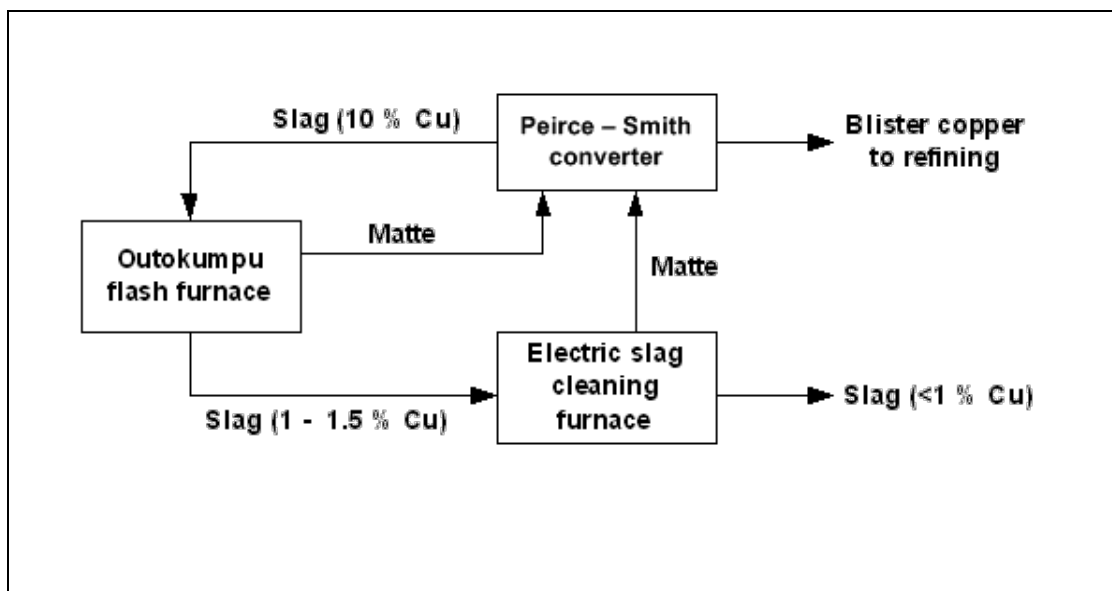 Slag (10 % Cu)
Peirce – Smith
converter
Blister copper
to refining
Outokumpu
flash furnace
Matte
Matte
Electric slag
cleaning
furnace
Slag (1 - 1.5 % Cu)
Slag (<1 % Cu)